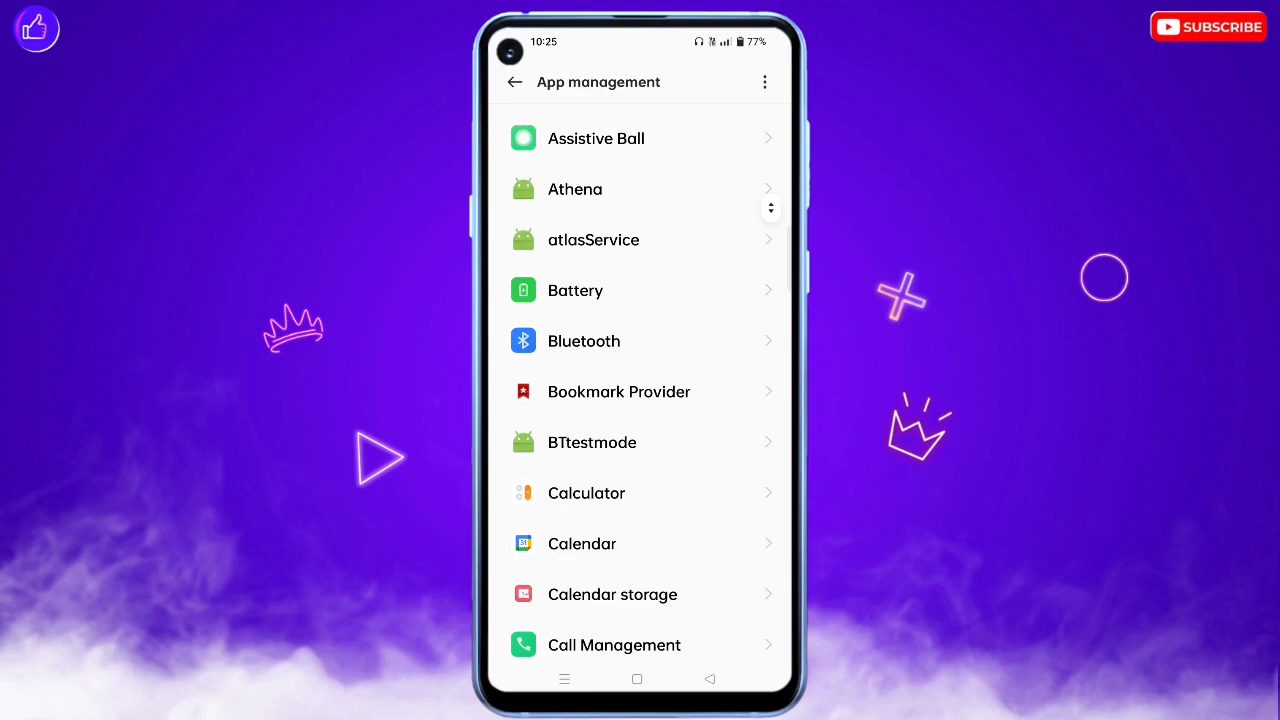 SUBSCRIBE
10:25
77%
App management
Assistive Ball
Athena
atlasService
Battery
Bluetooth
Bookmark Provider
BTtestmode
Calculator
31
Calendar
Calendar storage
Call Management